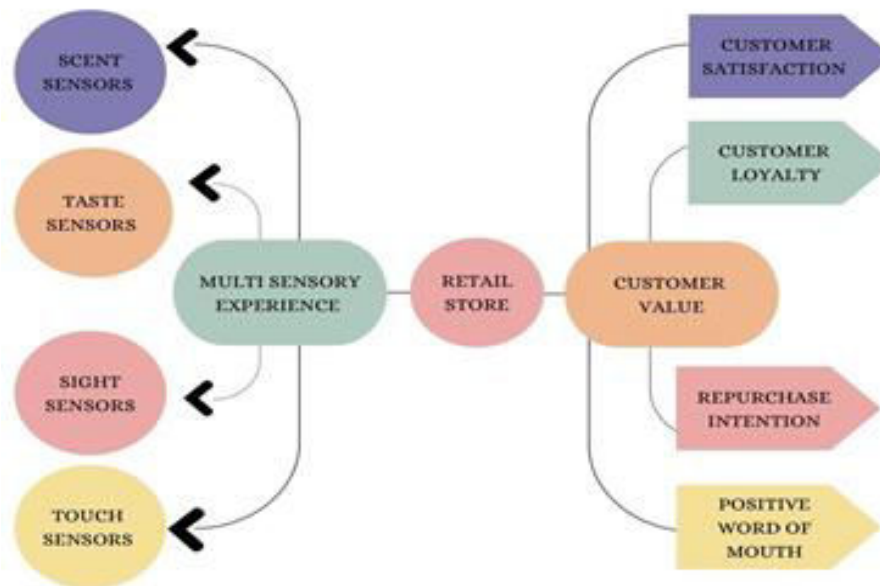 SCENT
SENSORS
TASTE
SENSORS
SIGHT
SENSORS
TOUCH
SENSORS
MULTI SENSORY
EXPERIENCE
RETAIL
STORE
CUSTOMER
VALUE
CUSTOMER
SATISFACTION
CUSTOMER
LOYALTY
REPURCHASE
INTENTION
POSITIVE
WORD OF
MOUTH